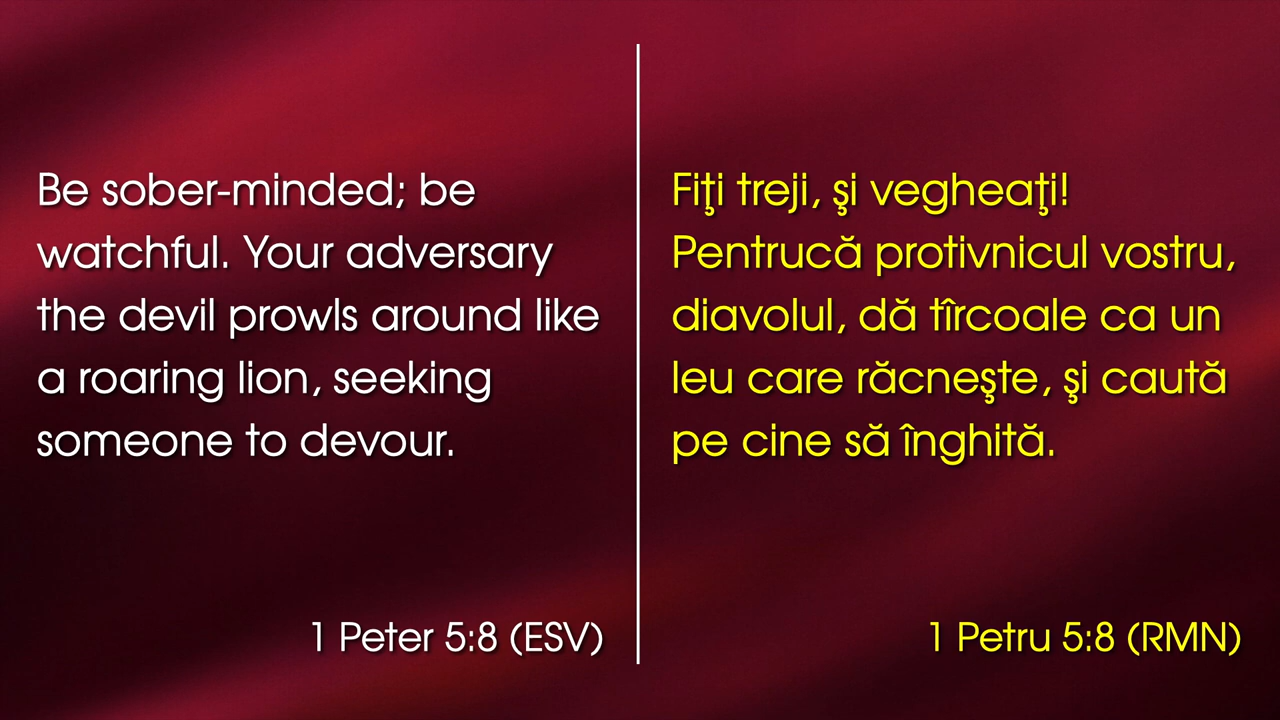 Be sober-minded; be
watchful. Your adversary
the devil prowls around like
a roaring lion, seeking
someone to devour.
1 Peter 5:8 (ESV)
Fiţi treji, şi vegheaţi!
Pentrucă protivnicul vostru,
diavolul, dă tîrcoale ca un
leu care răcneşte, şi caută
pe cine să înghită.
1 Petru 5:8 (RMN)